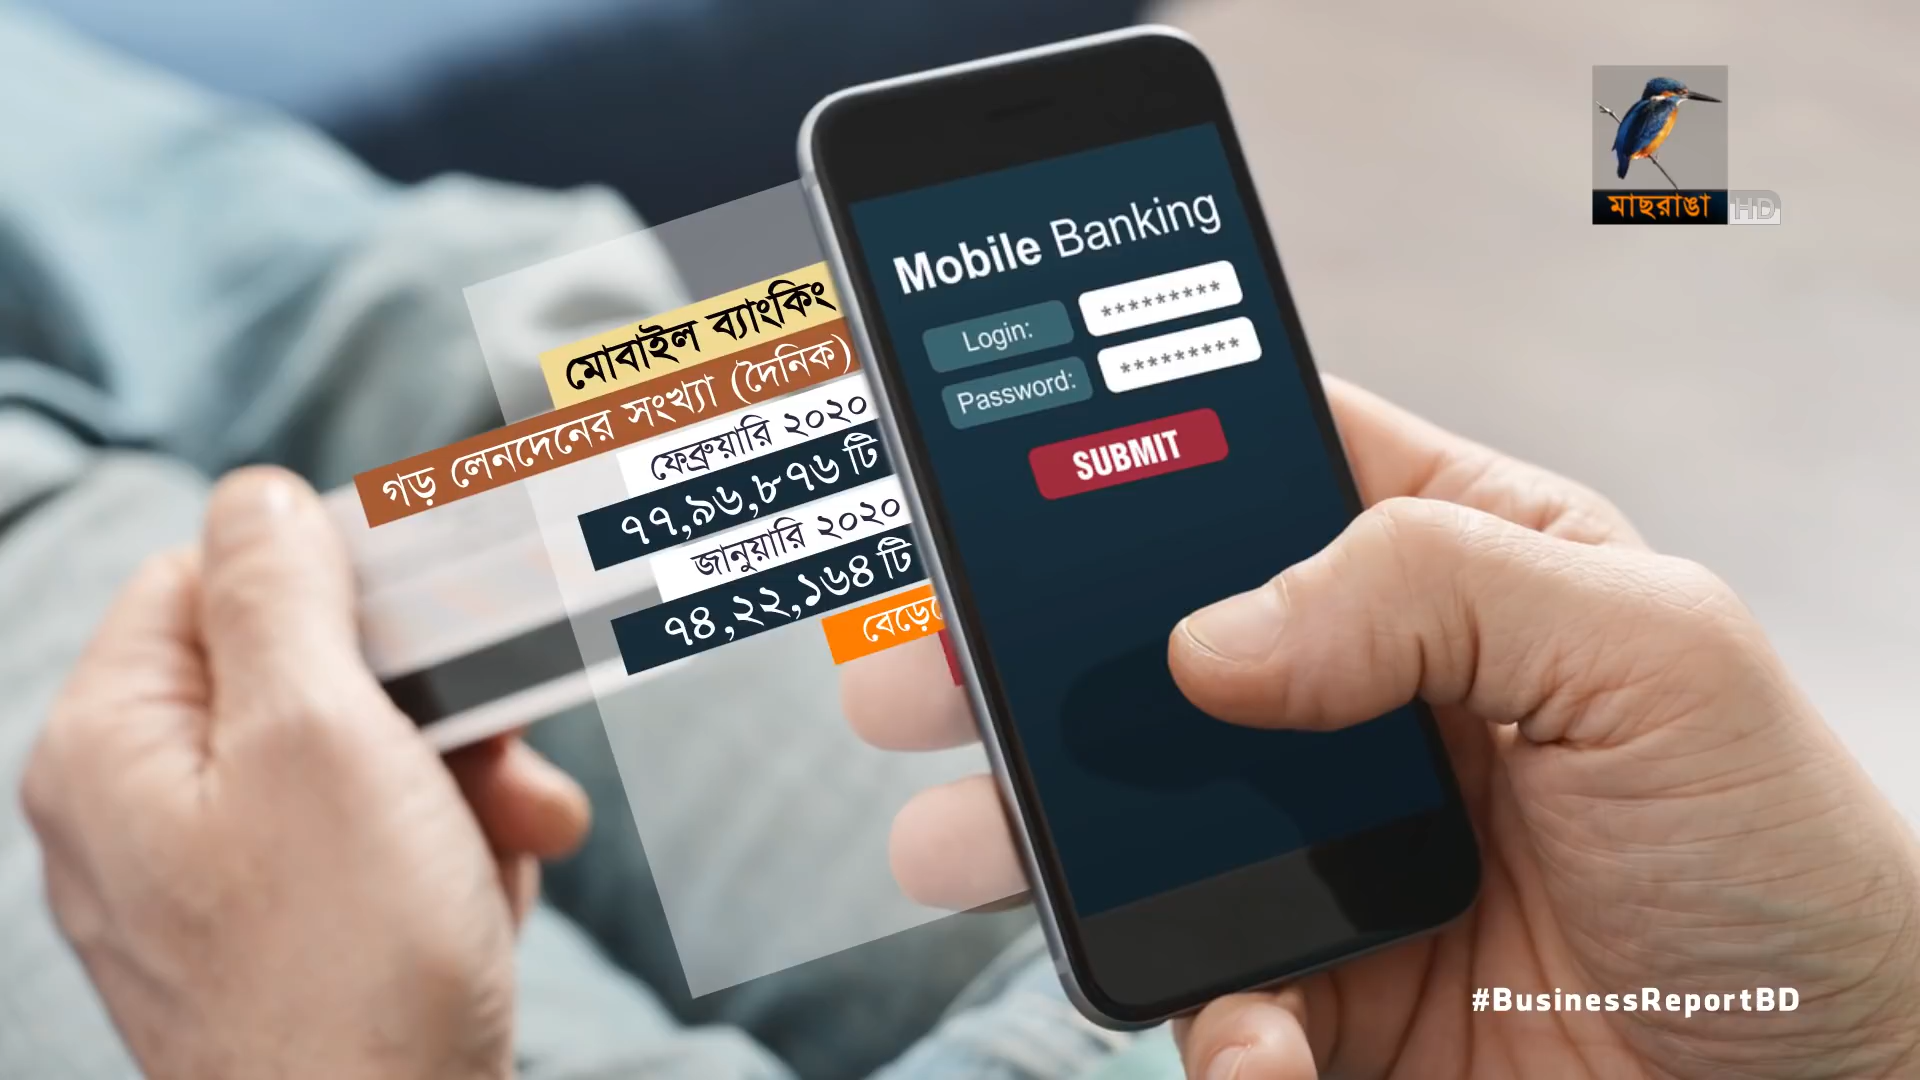 মাছরাঙা HD
Mobile Banking
Login: *********
Password: *********
SUBMIT
মোবাইল ব্যাংকিং
গড় লেনদেনের সংখ্যা (দৈনিক)
ফেব্রুয়ারি ২০২০
৭৭,৯৬,৮৭৬ টি
জানুয়ারি ২০২০
৭৪,২২,১৬৪ টি
#BusinessReportBD